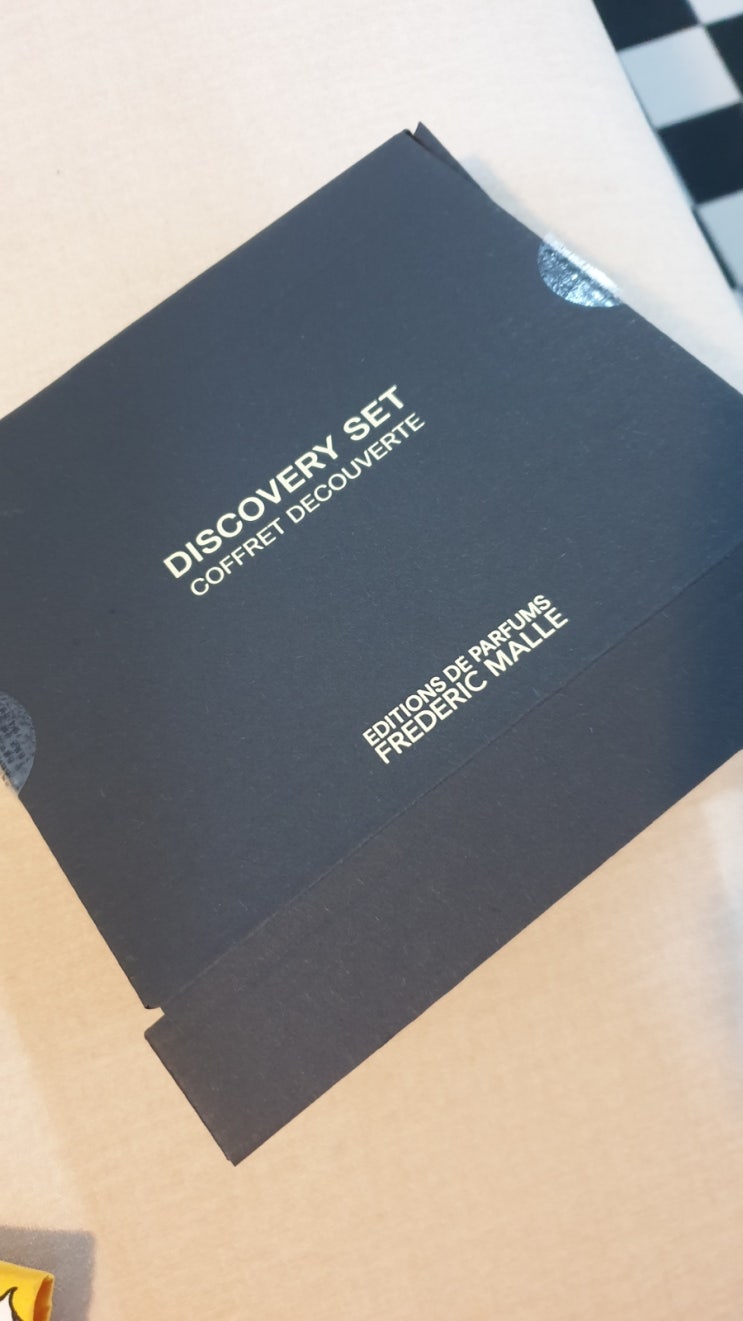 DISCOVERY SET
COFFRET DECOUVERTE
EDITIONS DE PARFUMS
FREDERIC MALLE